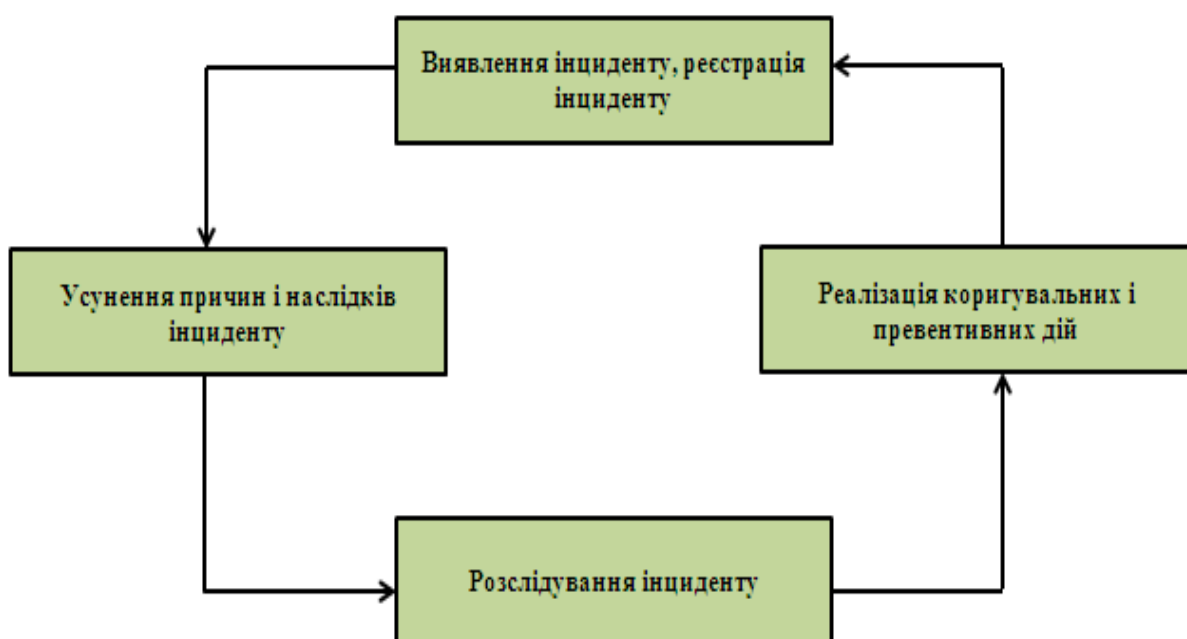 Виявлення інциденту, реєстрація
інциденту
Усунення причин і наслідків
інциденту
Реалізація коригувальних і
превентивних дій
Розслідування інциденту